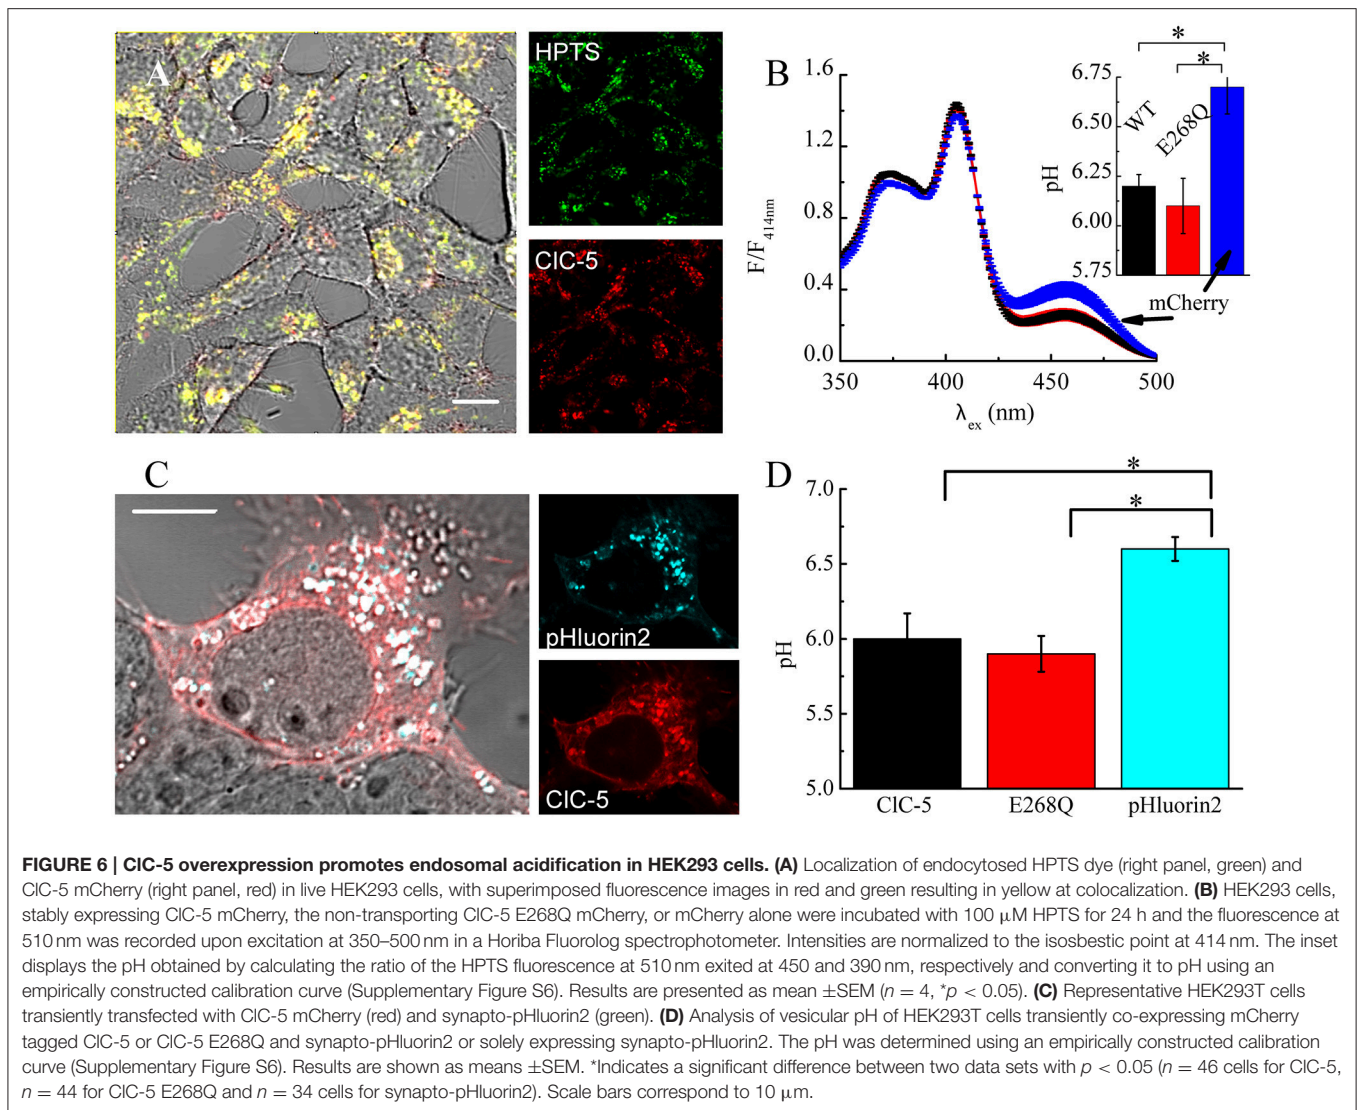 A
HPTS
ClC-5
B
1.6
1.2
0.8
0.4
0.0
F/F414nm
350
400
450
500
λex (nm)
*
*
6.75
6.50
6.25
6.00
5.75
pH
WT
E268Q
mCherry
C
pHluorin2
ClC-5
D
*
*
7.0
6.5
6.0
5.5
5.0
pH
ClC-5
E268Q
pHluorin2
FIGURE 6 | ClC-5 overexpression promotes endosomal acidification in HEK293 cells. (A) Localization of endocytosed HPTS dye (right panel, green) and
ClC-5 mCherry (right panel, red) in live HEK293 cells, with superimposed fluorescence images in red and green resulting in yellow at colocalization. (B) HEK293 cells,
stably expressing ClC-5 mCherry, the non-transporting ClC-5 E268Q mCherry, or mCherry alone were incubated with 100 μM HPTS for 24 h and the fluorescence at
510 nm was recorded upon excitation at 350–500 nm in a Horiba Fluorolog spectrophotometer. Intensities are normalized to the isosbestic point at 414 nm. The inset
displays the pH obtained by calculating the ratio of the HPTS fluorescence at 510 nm exited at 450 and 390 nm, respectively and converting it to pH using an
empirically constructed calibration curve (Supplementary Figure S6). Results are presented as mean ±SEM (n = 4, *p < 0.05). (C) Representative HEK293T cells
transiently transfected with ClC-5 mCherry (red) and synapto-pHluorin2 (green). (D) Analysis of vesicular pH of HEK293T cells transiently co-expressing mCherry
tagged ClC-5 or ClC-5 E268Q and synapto-pHluorin2 or solely expressing synapto-pHluorin2. The pH was determined using an empirically constructed calibration
curve (Supplementary Figure S6). Results are shown as means ±SEM. *Indicates a significant difference between two data sets with p < 0.05 (n = 46 cells for ClC-5,
n = 44 for ClC-5 E268Q and n = 34 cells for synapto-pHluorin2). Scale bars correspond to 10 μm.